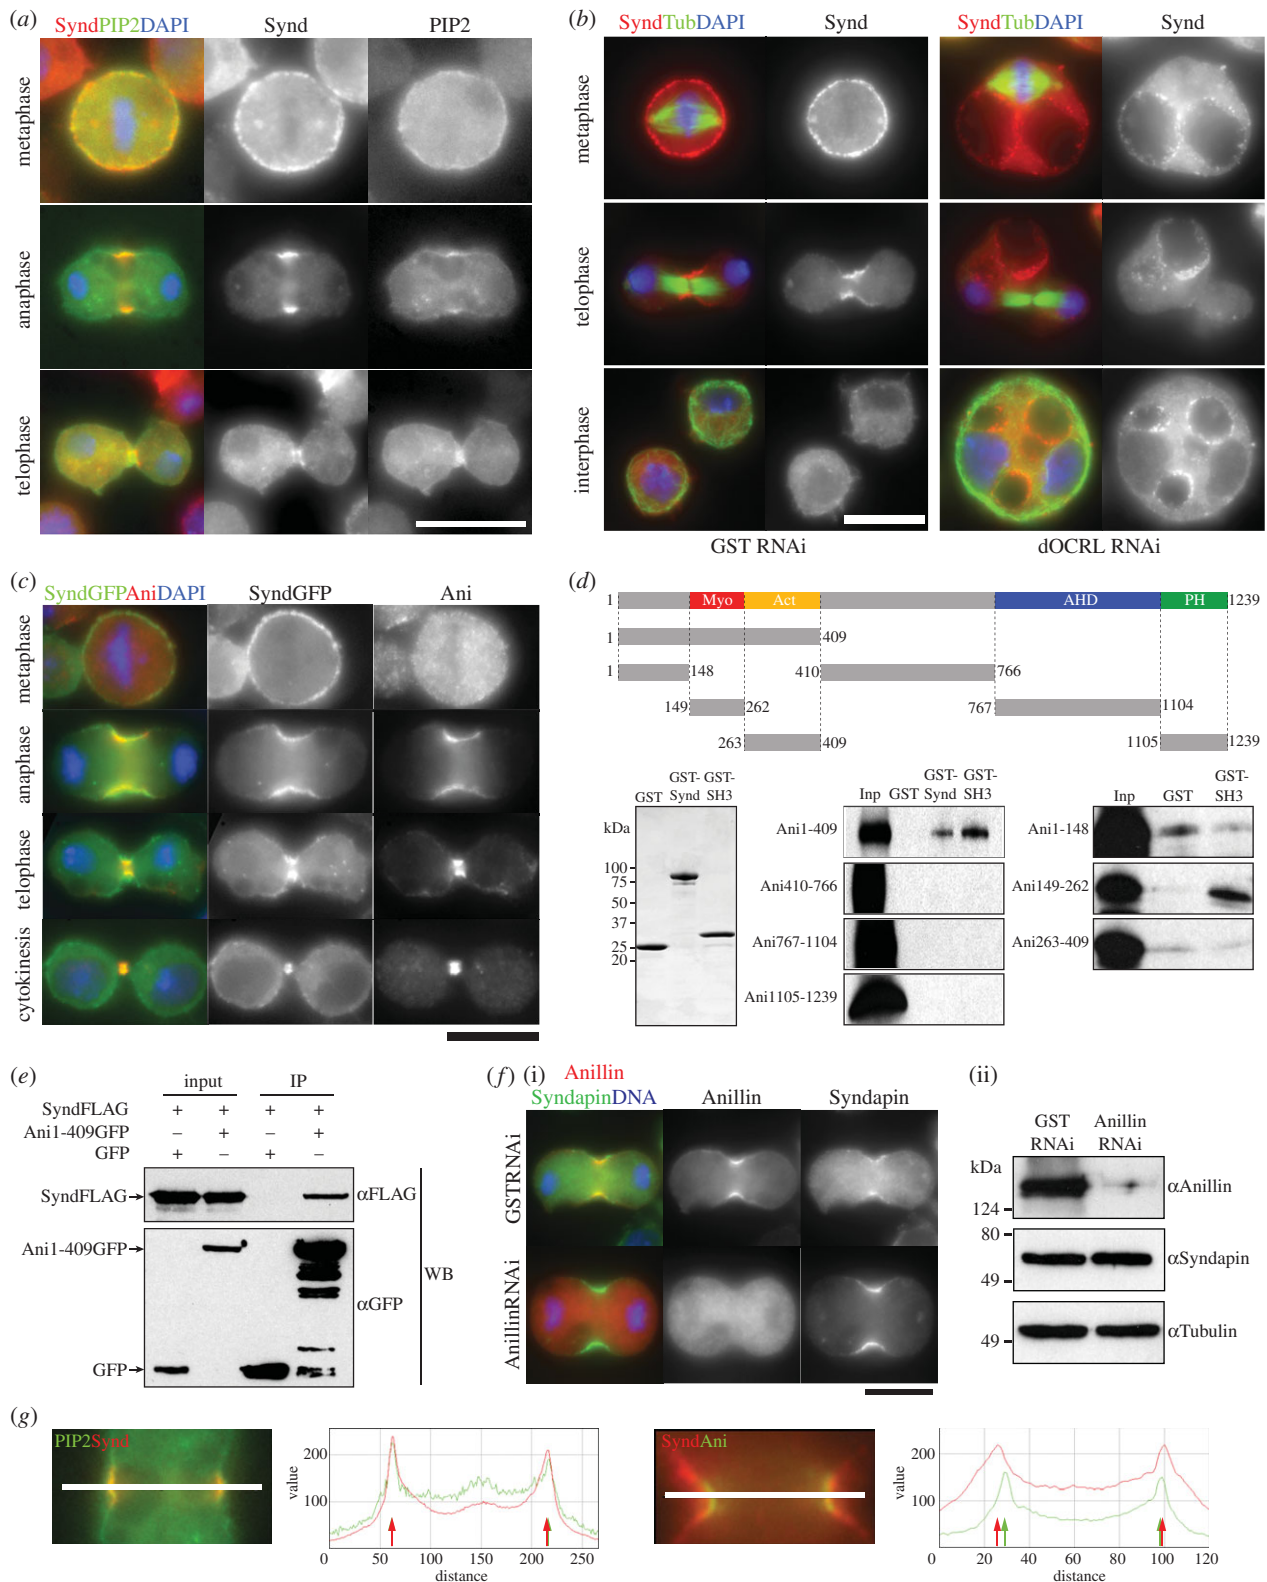 (a)
SyndPIP2DAPI Synd PIP2
metaphase
anaphase
telophase
(b)
SyndTubDAPI Synd SyndTubDAPI Synd
metaphase
telophase
interphase
GST RNAi dOCRL RNAi
(c)
SyndGFPAniDAPI SyndGFP Ani
metaphase
anaphase
telophase
cytokinesis
(d)
1 Myo Act AHD PH 1239
1 409
1 148 410 766
149 262 767 1104
263 409 1105 1239
GST GST-Synd GST-SH3
kDa
100
75
50
37
25
20
Inp GST GST-Synd GST-SH3
Ani1-409
Ani410-766
Ani767-1104
Ani1105-1239
Inp GST GST-SH3
Ani1-148
Ani149-262
Ani263-409
(e)
input IP
SyndFLAG + + + +
Ani1-409GFP – + – +
GFP + – + –
SyndFLAG αFLAG
Ani1-409GFP
αGFP
GFP
WB
(f) (i)
Anillin
SyndapinDNA Anillin Syndapin
GSTRNAi
AnillinRNAi
(ii)
GST RNAi Anillin RNAi
kDa
124
αAnillin
80
49
αSyndapin
49
αTubulin
(g)
PIP2Synd
value
200
100
0 50 100 150 200 250
distance
SyndAni
value
200
100
0 20 40 60 80 100 120
distance